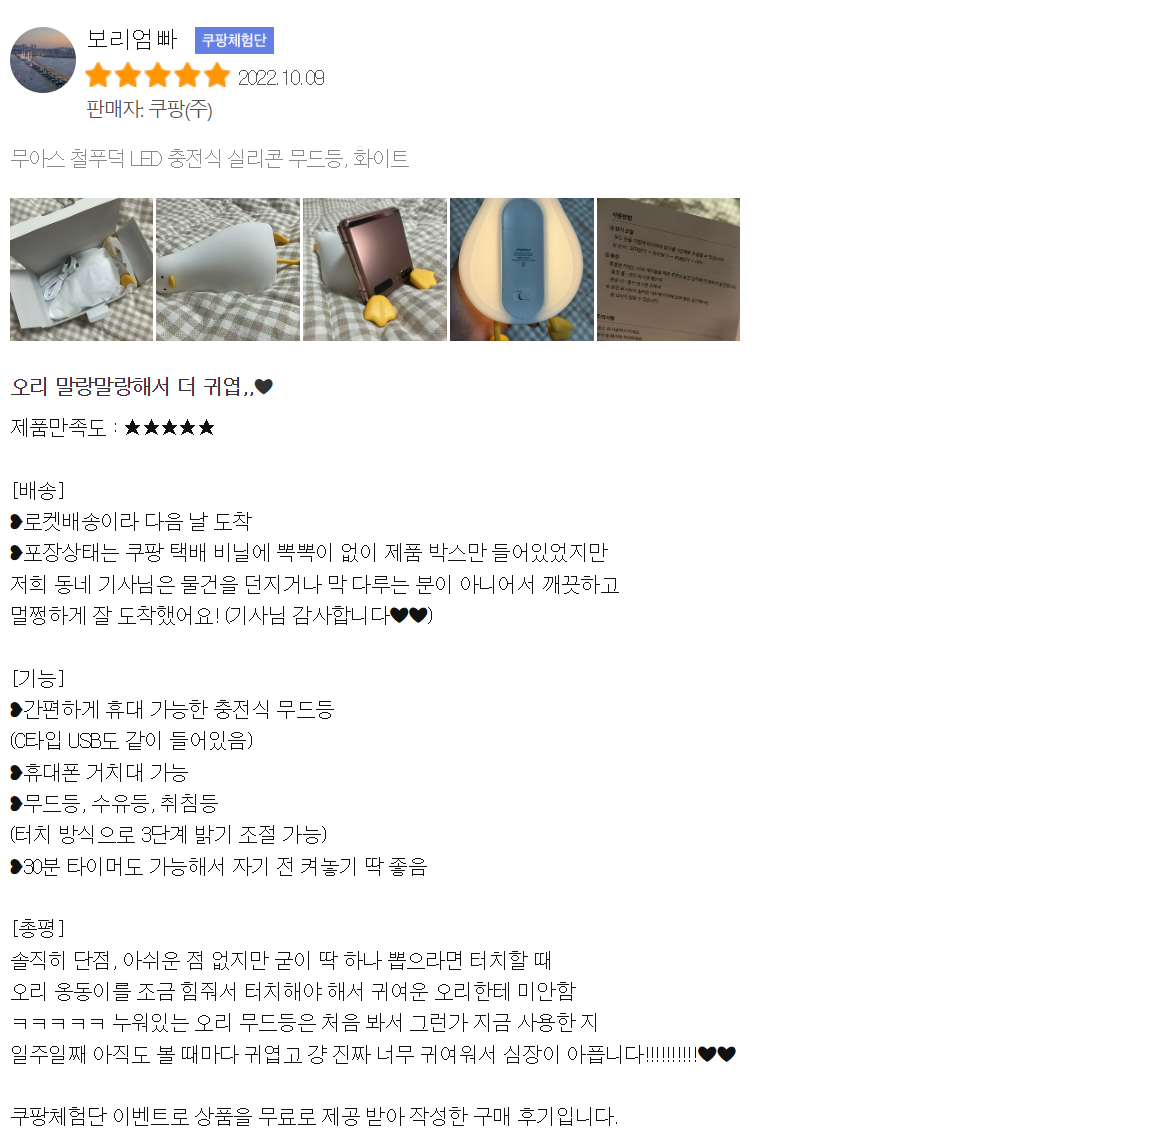 보리엄빠 쿠팡체험단
2022.10.09
판매자: 쿠팡(주)
무아스 철푸덕 LED 충전식 실리콘 무드등, 화이트
사용방법
오리 말랑말랑해서 더 귀엽,,♥
제품만족도 : ★★★★★
[배송]
❥로켓배송이라 다음 날 도착
❥포장상태는 쿠팡 택배 비닐에 뽁뽁이 없이 제품 박스만 들어있었지만
저희 동네 기사님은 물건을 던지거나 막 다루는 분이 아니어서 깨끗하고
멀쩡하게 잘 도착했어요! (기사님 감사합니다♥♥)
[기능]
❥간편하게 휴대 가능한 충전식 무드등
(C타입 USB도 같이 들어있음)
❥휴대폰 거치대 가능
❥무드등, 수유등, 취침등
(터치 방식으로 3단계 밝기 조절 가능)
❥30분 타이머도 가능해서 자기 전 켜놓기 딱 좋음
[총평]
솔직히 단점, 아쉬운 점 없지만 굳이 딱 하나 뽑으라면 터치할 때
오리 옹동이를 조금 힘줘서 터치해야 해서 귀여운 오리한테 미안함
ㅋㅋㅋㅋㅋ 누워있는 오리 무드등은 처음 봐서 그런가 지금 사용한 지
일주일째 아직도 볼 때마다 귀엽고 걍 진짜 너무 귀여워서 심장이 아픕니다!!!!!!!!!!♥♥
쿠팡체험단 이벤트로 상품을 무료로 제공 받아 작성한 구매 후기입니다.